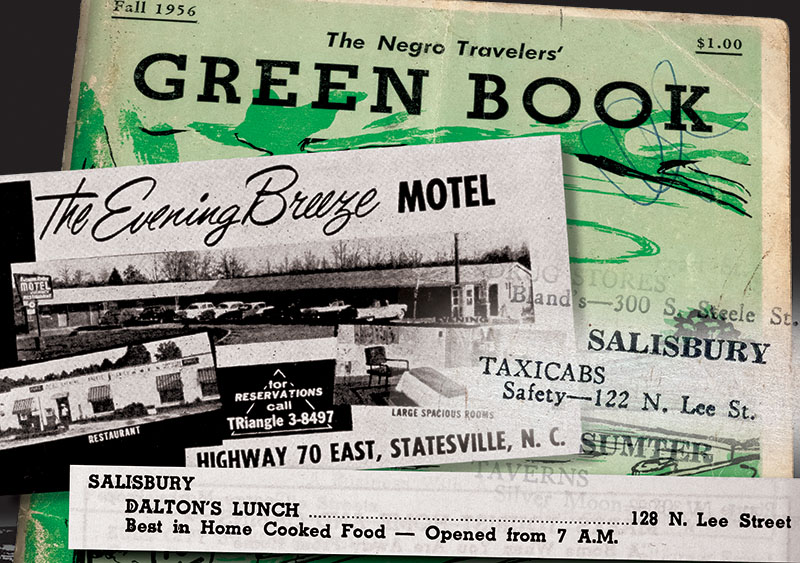 Fall 1956
$1.00
The Negro Travelers'
GREEN BOOK
The Evening Breeze MOTEL
MOTEL
RESTAURANT
for
RESERVATIONS
call
TRiangle 3-8497
LARGE SPACIOUS ROOMS
HIGHWAY 70 EAST, STATESVILLE, N. C.
DRUG STORES
Bland's—300 S. Steele St.
SALISBURY
TAXICABS
Safety—122 N. Lee St.
SUMTER
TAVERNS
Silver Moon
SALISBURY
DALTON'S LUNCH ........................................128 N. Lee Street
Best in Home Cooked Food — Opened from 7 A.M.